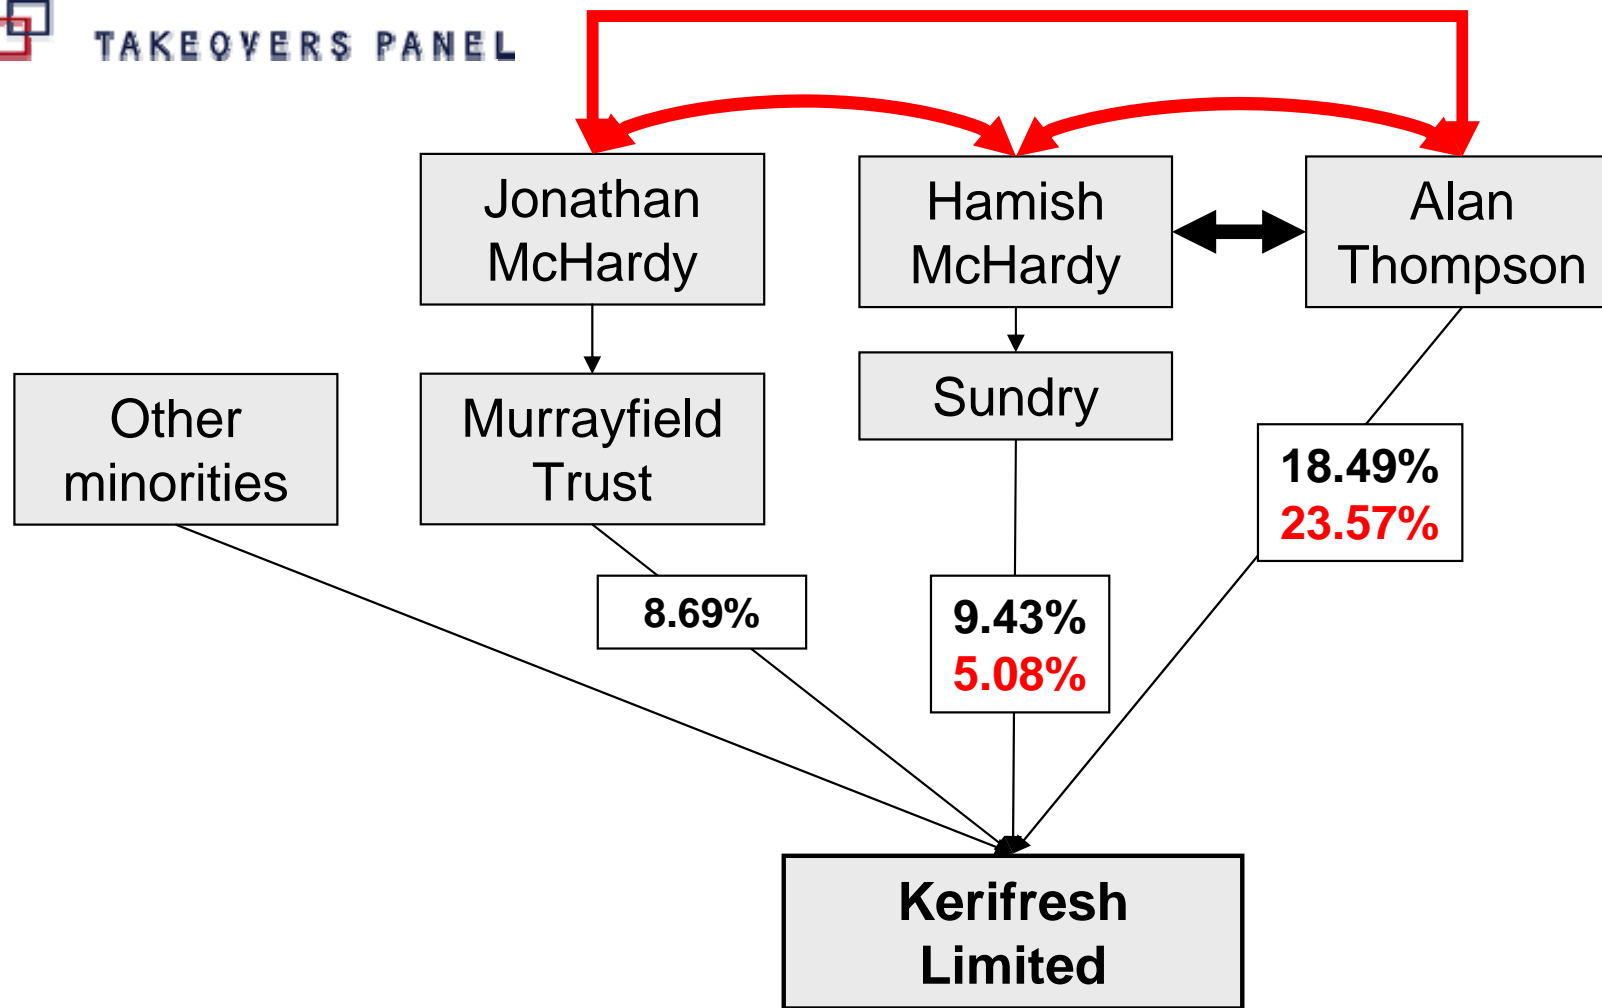 TAKEOVERS PANEL
Jonathan
McHardy
Hamish
McHardy
Alan
Thompson
Other
minorities
Murrayfield
Trust
Sundry
18.49%
23.57%
8.69%
9.43%
5.08%
Kerifresh
Limited